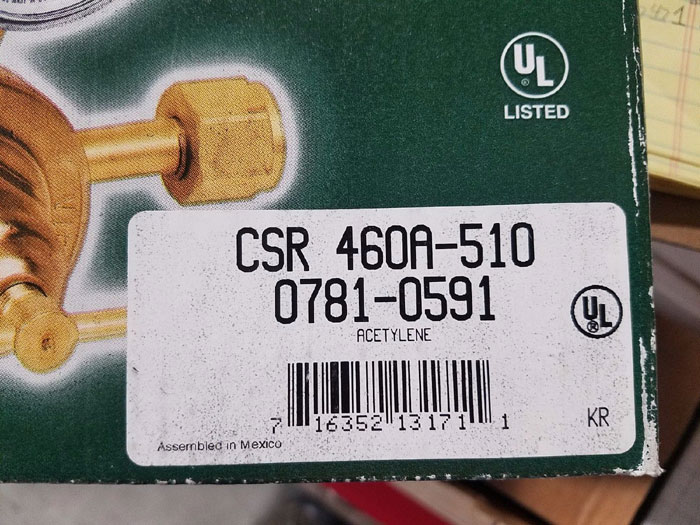 UL
LISTED
CSR 460A-510
0781-0591
ACETYLENE
UL
7 16352 13171 1
KR
Assembled in Mexico